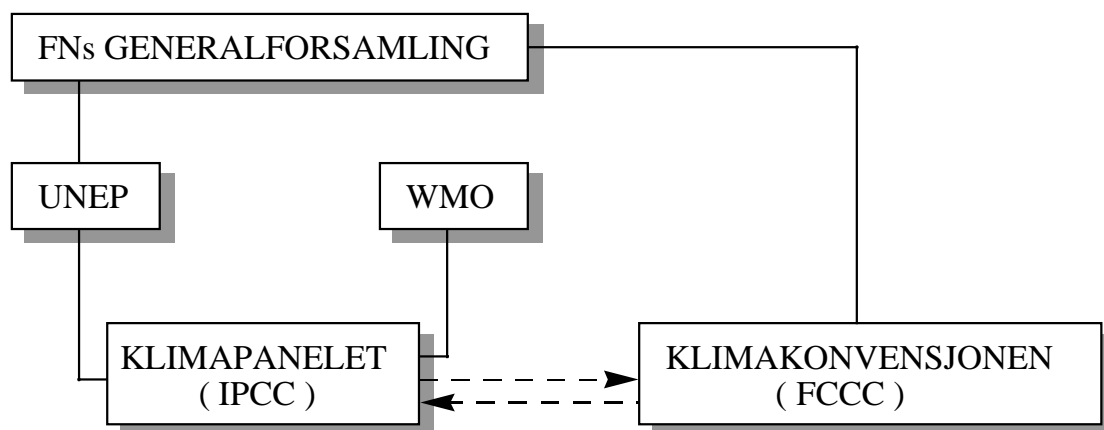 FNs GENERALFORSAMLING
UNEP
WMO
KLIMAPANELET
( IPCC )
KLIMAKONVENSJONEN
( FCCC )